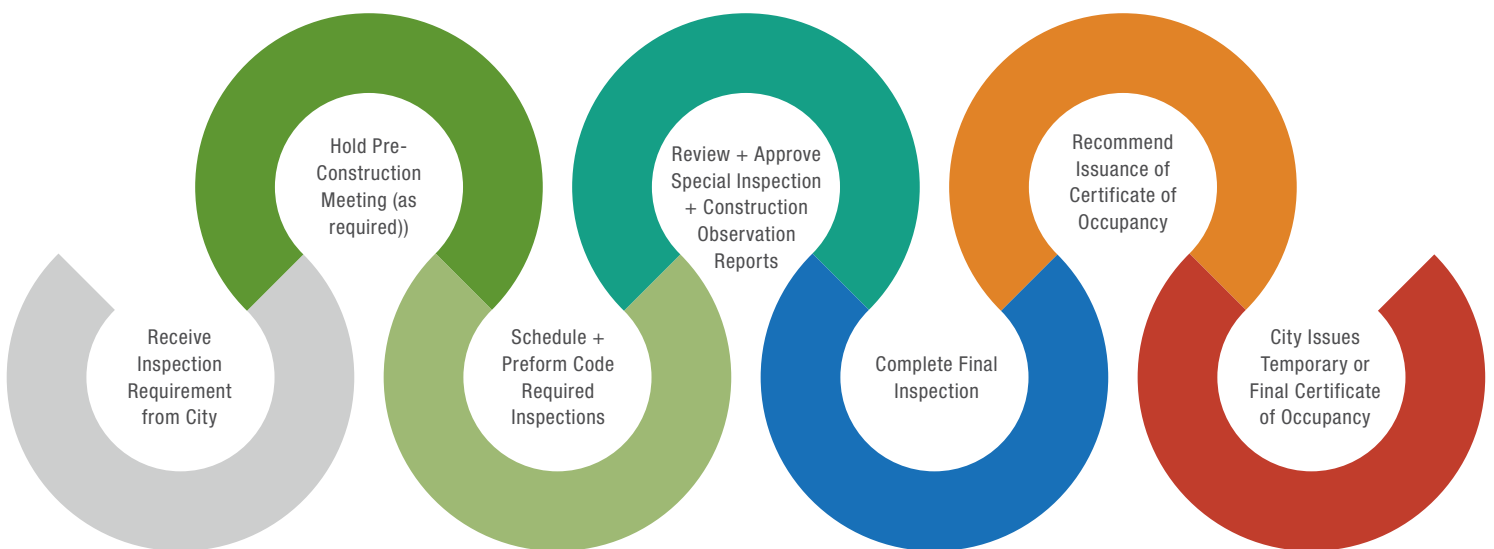 Receive
Inspection
Requirement
from City
Hold Pre-
Construction
Meeting (as
required))
Schedule +
Preform Code
Required
Inspections
Review + Approve
Special Inspection
+ Construction
Observation
Reports
Complete Final
Inspection
Recommend
Issuance of
Certificate of
Occupancy
City Issues
Temporary or
Final Certificate
of Occupancy